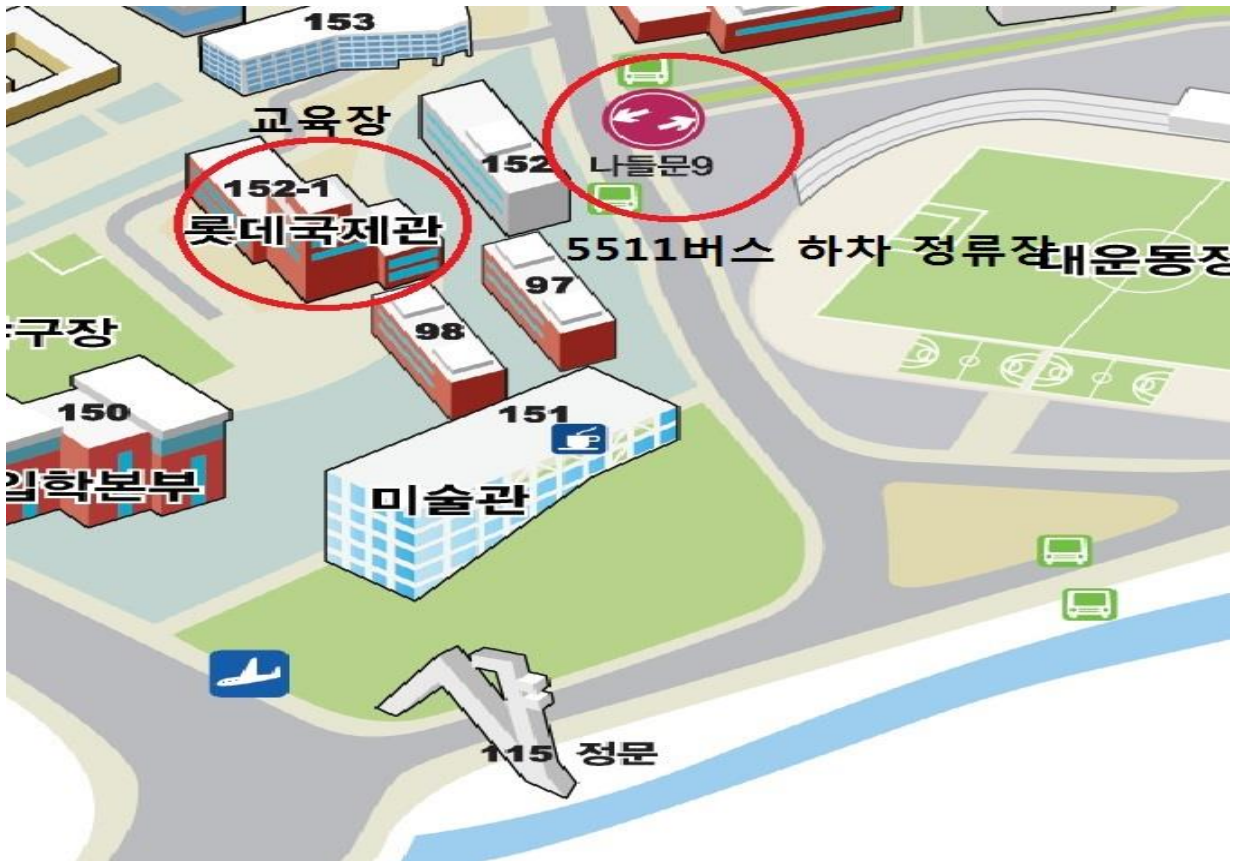 153
교육장
152
나들문9
152-1
롯데국제관
5511버스 하차 정류장
대운동장
97
98
구장
150
151
입학본부
미술관
115 정문